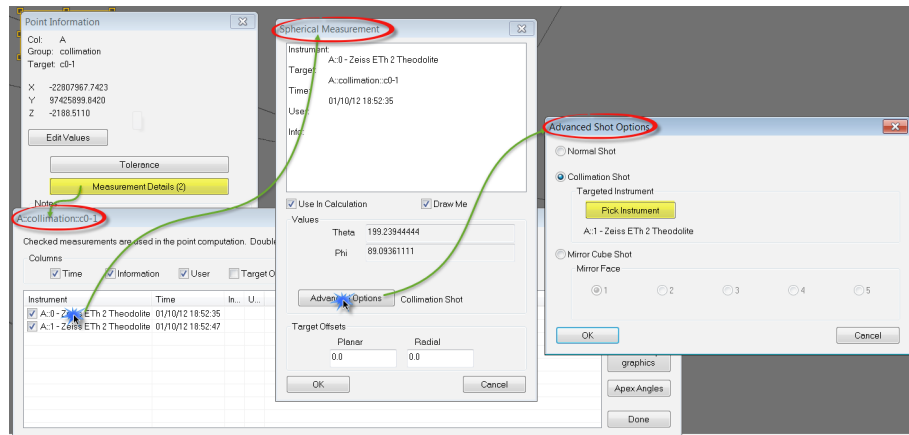 Point Information
Col: A
Group: collimation
Target: c0-1
X -22807967.7423
Y 97425899.8420
Z -2188.5110
Edit Values
Tolerance
Measurement Details (2)
Notes
A::collimation::c0-1
Checked measurements are used in the point computation. Double
Columns
Time Information User Target O
Instrument Time In... U...
A::0 - Zeiss ETh 2 Theodolite 01/10/12 18:52:35
A::1 - Zeiss ETh 2 Theodolite 01/10/12 18:52:47
graphics
Apex Angles
Done
Spherical Measurement
Instrument:
A::0 - Zeiss ETh 2 Theodolite
Target:
A::collimation::c0-1
Time:
01/10/12 18:52:35
User:
Info:
Use In Calculation Draw Me
Values
Theta 199.23944444
Phi 89.09361111
Advanced Options Collimation Shot
Target Offsets
Planar Radial
0.0 0.0
OK Cancel
Advanced Shot Options
Normal Shot
Collimation Shot
Targeted Instrument
Pick Instrument
A::1 - Zeiss ETh 2 Theodolite
Mirror Cube Shot
Mirror Face
1 2 3 4 5
OK Cancel